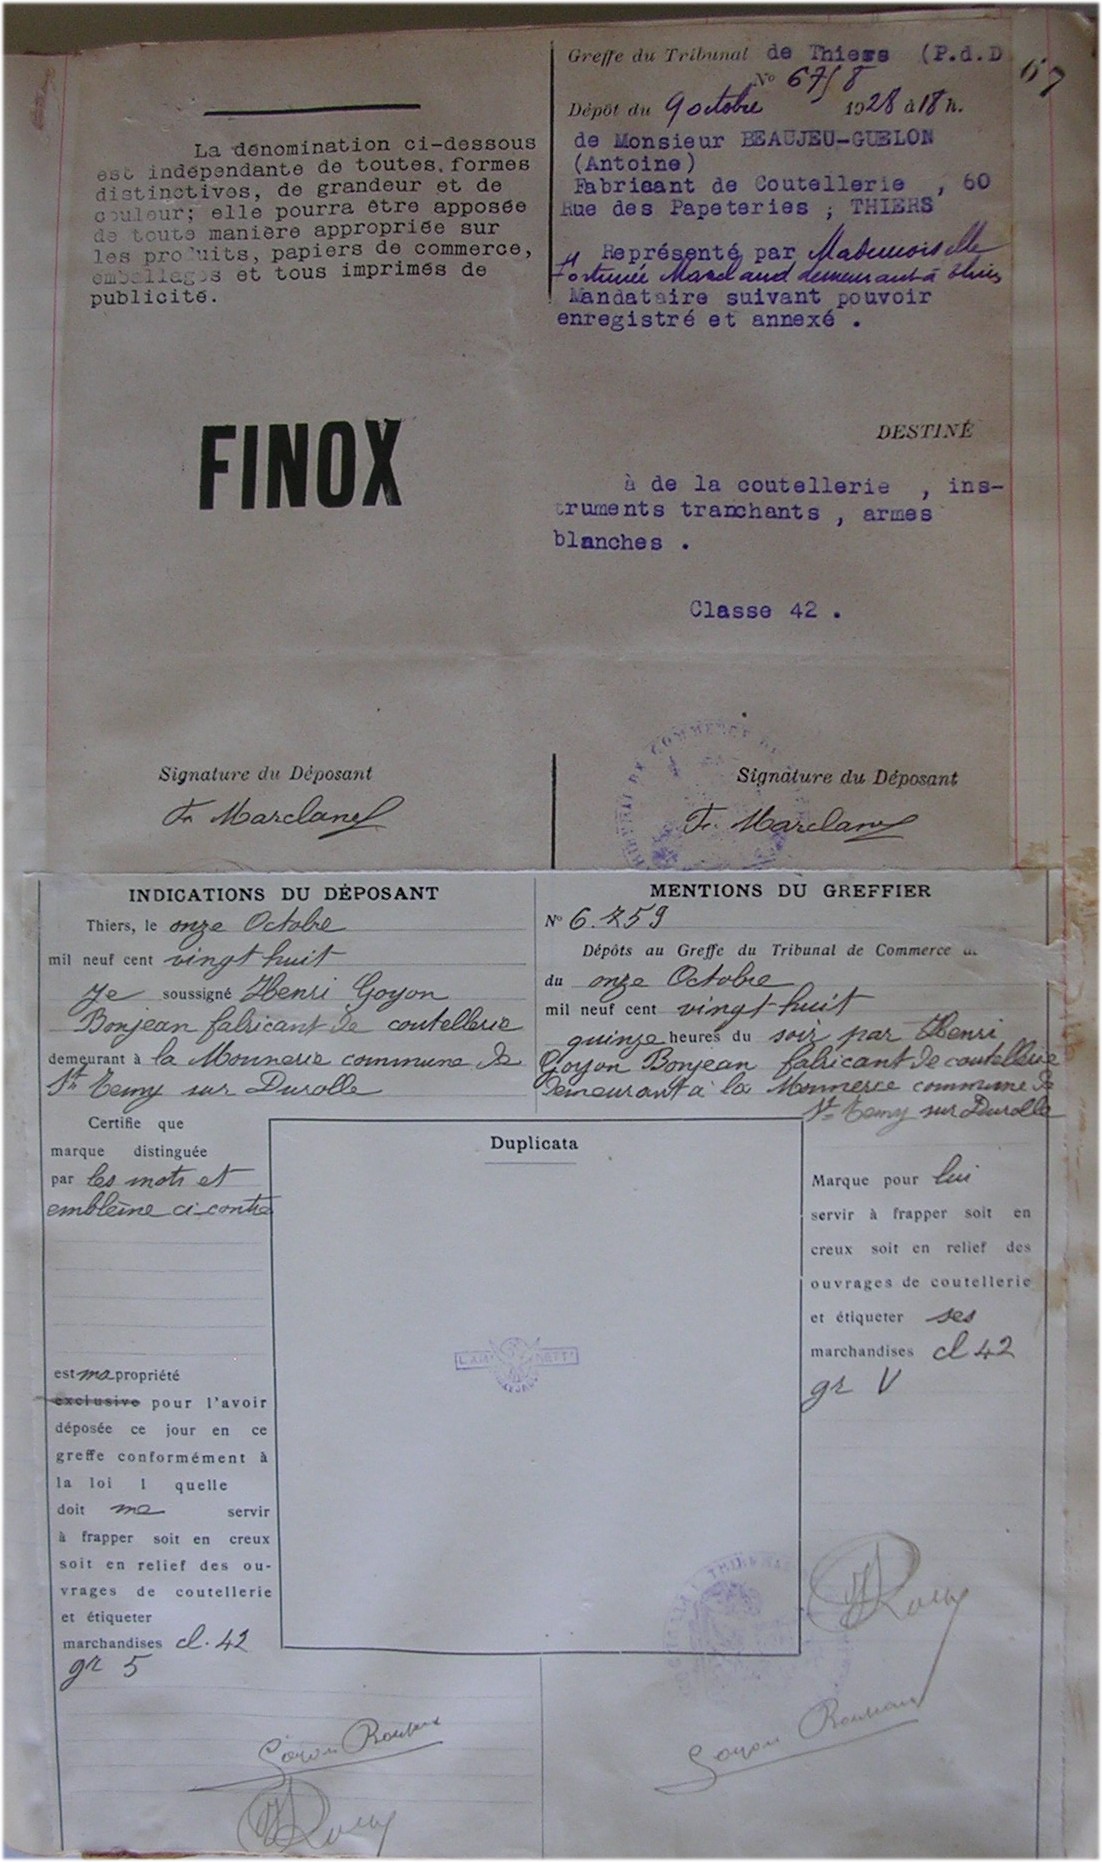 Greffe du Tribunal de Thiers (P.d.D
67
No 6758
Dépôt du 9 octobre 1928 à 18 h.
La dénomination ci-dessous
est indépendante de toutes formes
distinctives, de grandeur et de
couleur; elle pourra être apposée
de toute manière appropriée sur
les produits, papiers de commerce,
emballages et tous imprimés de
publicité.
de Monsieur BEAUJEU-GUELON
(Antoine)
Fabricant de Coutellerie , 60
Rue des Papeteries ; THIERS
Représenté par Mademoiselle
demeurant à Thiers
Mandataire suivant pouvoir
enregistré et annexé .
FINOX
DESTINÉ
à de la coutellerie , ins-
truments tranchants , armes
blanches .
Classe 42 .
Signature du Déposant
Signature du Déposant
INDICATIONS DU DÉPOSANT
Thiers, le onze Octobre
mil neuf cent vingt huit
Je soussigné Henri Goyon
Bonjean fabricant de coutellerie
demeurant à la Monnerie commune de
St Remy sur Durolle
MENTIONS DU GREFFIER
No 6.759
Dépôts au Greffe du Tribunal de Commerce
du onze Octobre
mil neuf cent vingt huit
quinze heures du soir par Henri
Goyon Bonjean fabricant de coutellerie
demeurant à la Monnerie commune de
St Remy sur Durolle
Certifie que
marque distinguée
par les mots et
emblème ci-contre
est ma propriété
exclusive pour l'avoir
déposée ce jour en ce
greffe conformément à
la loi l quelle
doit me servir
à frapper soit en creux
soit en relief des ou-
vrages de coutellerie
et étiqueter
marchandises cl. 42
gr 5
Duplicata
Marque pour lui
servir à frapper soit en
creux soit en relief des
ouvrages de coutellerie
et étiqueter ses
marchandises cl 42
gr V
Goyon Bonjean
Goyon Bonjean